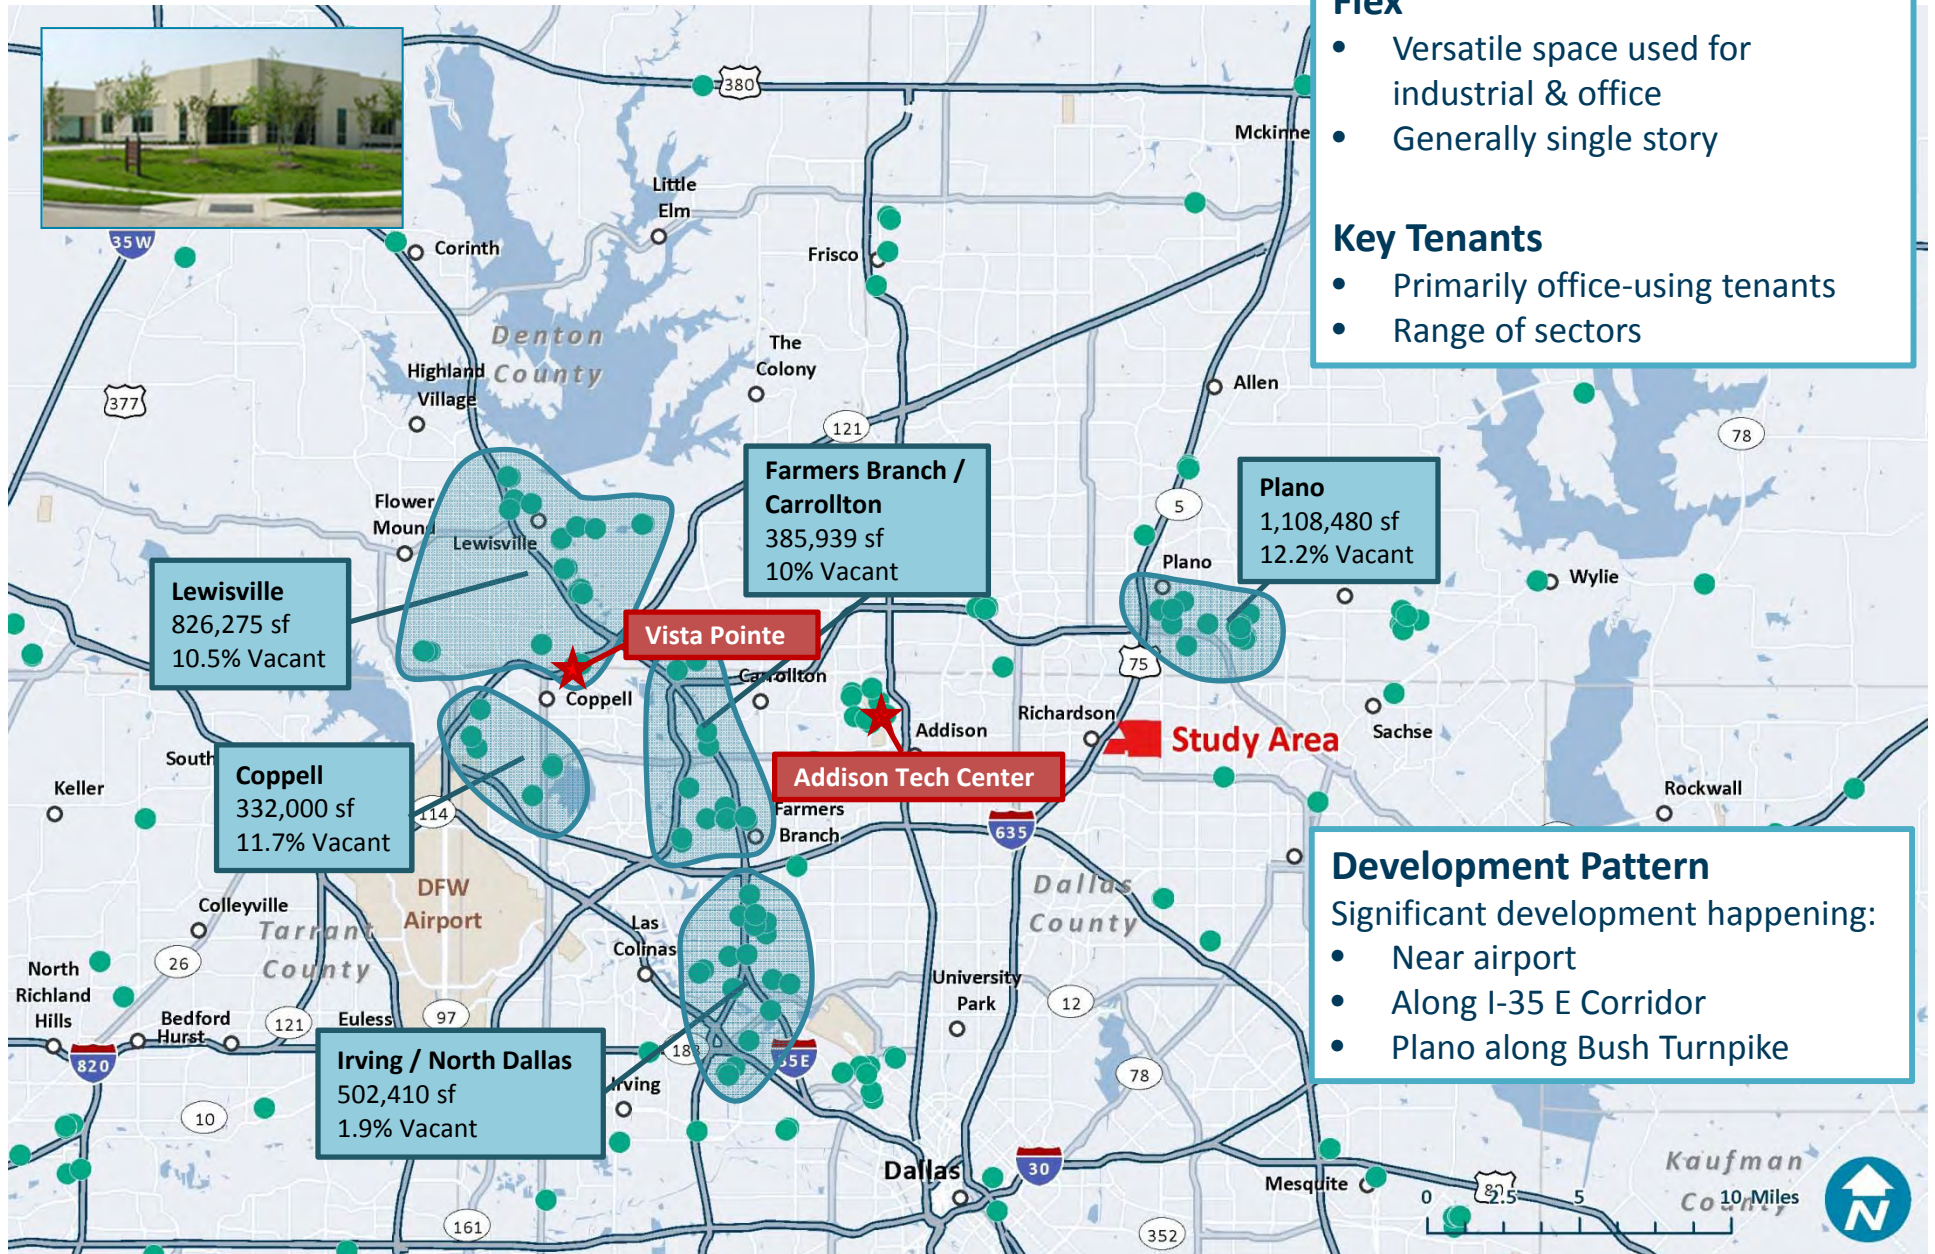 Flex
• Versatile space used for
industrial & office
• Generally single story
Key Tenants
• Primarily office-using tenants
• Range of sectors
380
Mckinne
Little
Elm
35W
Corinth
Frisco
Denton
County
The
Colony
Highland
Village
377
Allen
121
78
Farmers Branch /
Carrollton
385,939 sf
10% Vacant
Plano
1,108,480 sf
12.2% Vacant
Flower
Mound
Lewisville
5
Plano
Wylie
Lewisville
826,275 sf
10.5% Vacant
Vista Pointe
75
Carrollton
Coppell
Addison
Richardson
Study Area
Sachse
South
Keller
Coppell
332,000 sf
11.7% Vacant
Addison Tech Center
114
Farmers
Branch
635
Rockwall
DFW
Airport
Dallas
County
Development Pattern
Significant development happening:
• Near airport
• Along I-35 E Corridor
• Plano along Bush Turnpike
Colleyville
Tarrant
County
Las
Colinas
26
North
Richland
Hills
University
Park
12
Bedford
Hurst
121
Euless
97
820
Irving / North Dallas
502,410 sf
1.9% Vacant
183
35E
Irving
78
10
Dallas
30
Mesquite
Kaufman
County
80
0 2.5 5 10 Miles
N
161
352